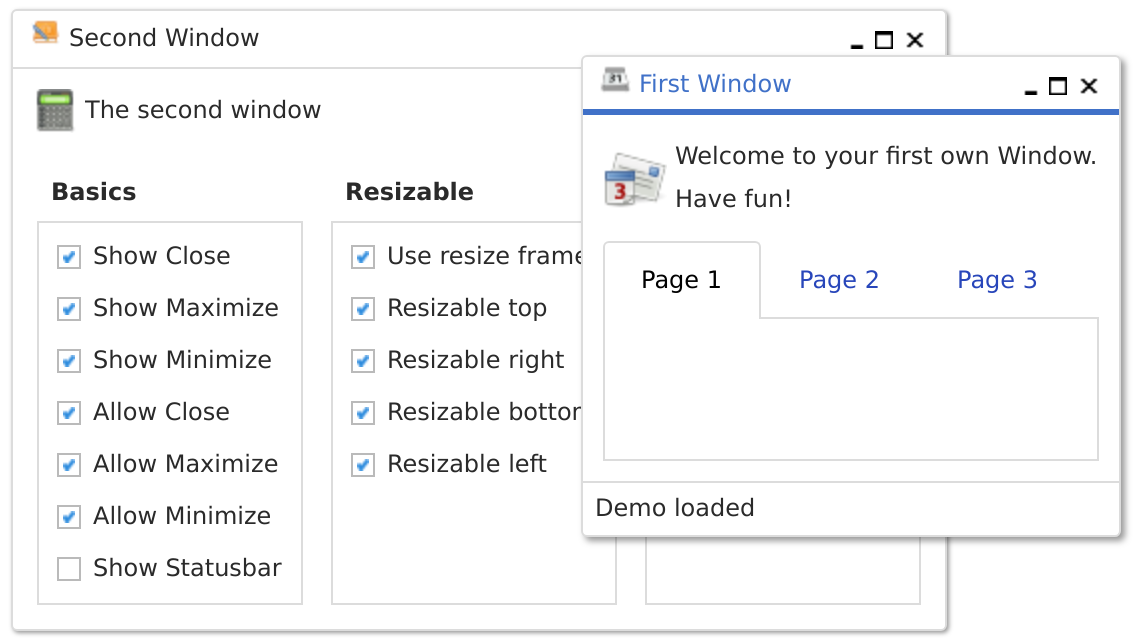 Second Window
The second window
Basics
Show Close
Show Maximize
Show Minimize
Allow Close
Allow Maximize
Allow Minimize
Show Statusbar
Resizable
Use resize frame
Resizable top
Resizable right
Resizable
Resizable left
31
First Window
3
Welcome to your first own Window.
Have fun!
Page 1
Page 2
Page 3
Demo loaded